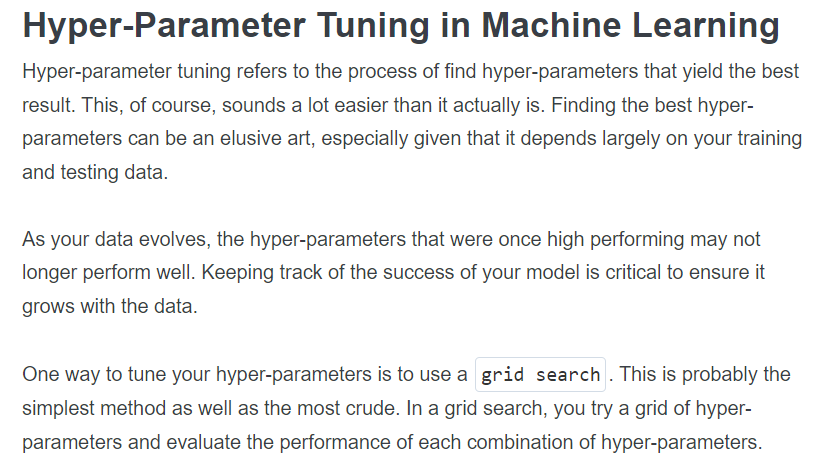 Hyper-Parameter Tuning in Machine Learning
Hyper-parameter tuning refers to the process of find hyper-parameters that yield the best
result. This, of course, sounds a lot easier than it actually is. Finding the best hyper-
parameters can be an elusive art, especially given that it depends largely on your training
and testing data.
As your data evolves, the hyper-parameters that were once high performing may not
longer perform well. Keeping track of the success of your model is critical to ensure it
grows with the data.
One way to tune your hyper-parameters is to use a grid search. This is probably the
simplest method as well as the most crude. In a grid search, you try a grid of hyper-
parameters and evaluate the performance of each combination of hyper-parameters.